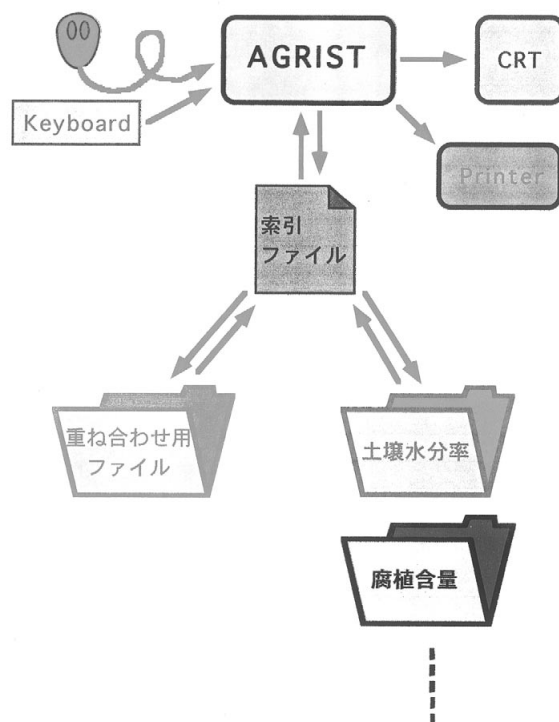 AGRIST
CRT
Keyboard
Printer
索引
ファイル
重ね合わせ用
ファイル
土壌水分率
腐植含量